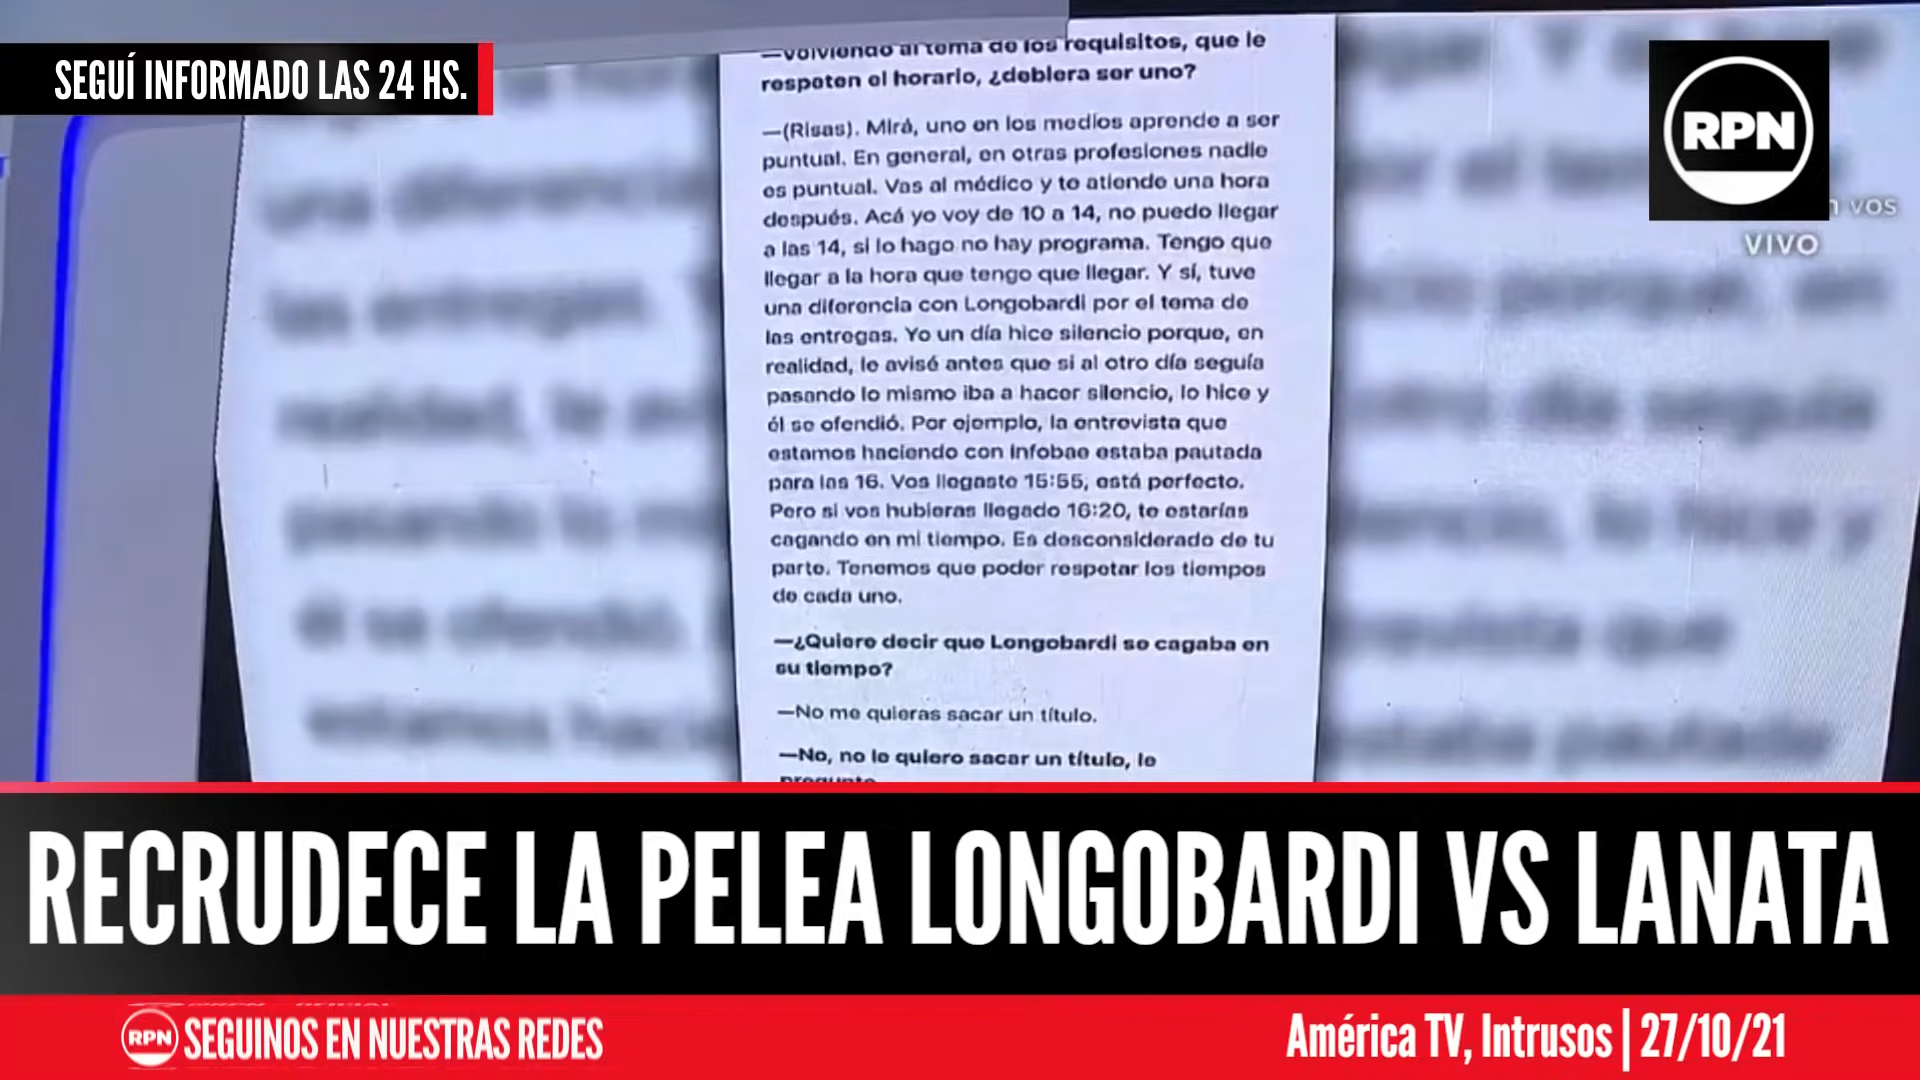 SEGUÍ INFORMADO LAS 24 HS.
RPN
n vos
VIVO
—Volviendo al tema de los requisitos, que le
respeten el horario, ¿debiera ser uno?
—(Risas). Mirá, uno en los medios aprende a ser
puntual. En general, en otras profesiones nadie
es puntual. Vas al médico y te atiende una hora
después. Acá yo voy de 10 a 14, no puedo llegar
a las 14, si lo hago no hay programa. Tengo que
llegar a la hora que tengo que llegar. Y sí, tuve
una diferencia con Longobardi por el tema de
las entregas. Yo un día hice silencio porque, en
realidad, le avisé antes que si al otro día seguía
pasando lo mismo iba a hacer silencio, lo hice y
él se ofendió. Por ejemplo, la entrevista que
estamos haciendo con Infobae estaba pautada
para las 16. Vos llegaste 15:55, está perfecto.
Pero si vos hubieras llegado 16:20, te estarías
cagando en mi tiempo. Es desconsiderado de tu
parte. Tenemos que poder respetar los tiempos
de cada uno.
—¿Quiere decir que Longobardi se cagaba en
su tiempo?
—No me quieras sacar un título.
—No, no le quiero sacar un título, le
pregunto
RECRUDECE LA PELEA LONGOBARDI VS LANATA
RPN SEGUINOS EN NUESTRAS REDES
América TV, Intrusos | 27/10/21